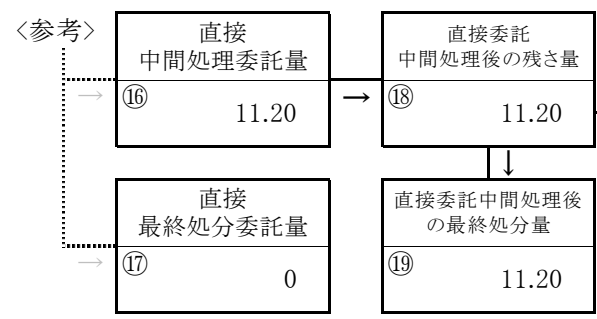 〈参考〉
直接
中間処理委託量
→
⑯
11.20
→
直接委託
中間処理後の残さ量
⑱
11.20
↓
直接
最終処分委託量
→
⑰
0
直接委託中間処理後
の最終処分量
⑲
11.20